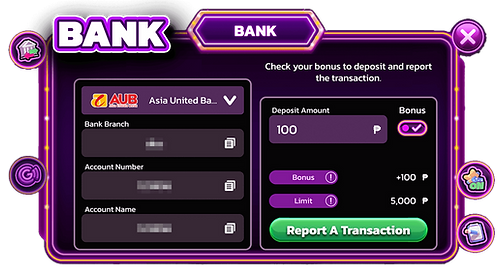 BANK
BANK
Check your bonus to deposit and report
the transaction.
AUB
Asia United Ba...
Bank Branch
Account Number
Account Name
Deposit Amount
Bonus
100 ₱
Bonus ! +100 ₱
Limit ! 5,000 ₱
Report A Transaction
ON